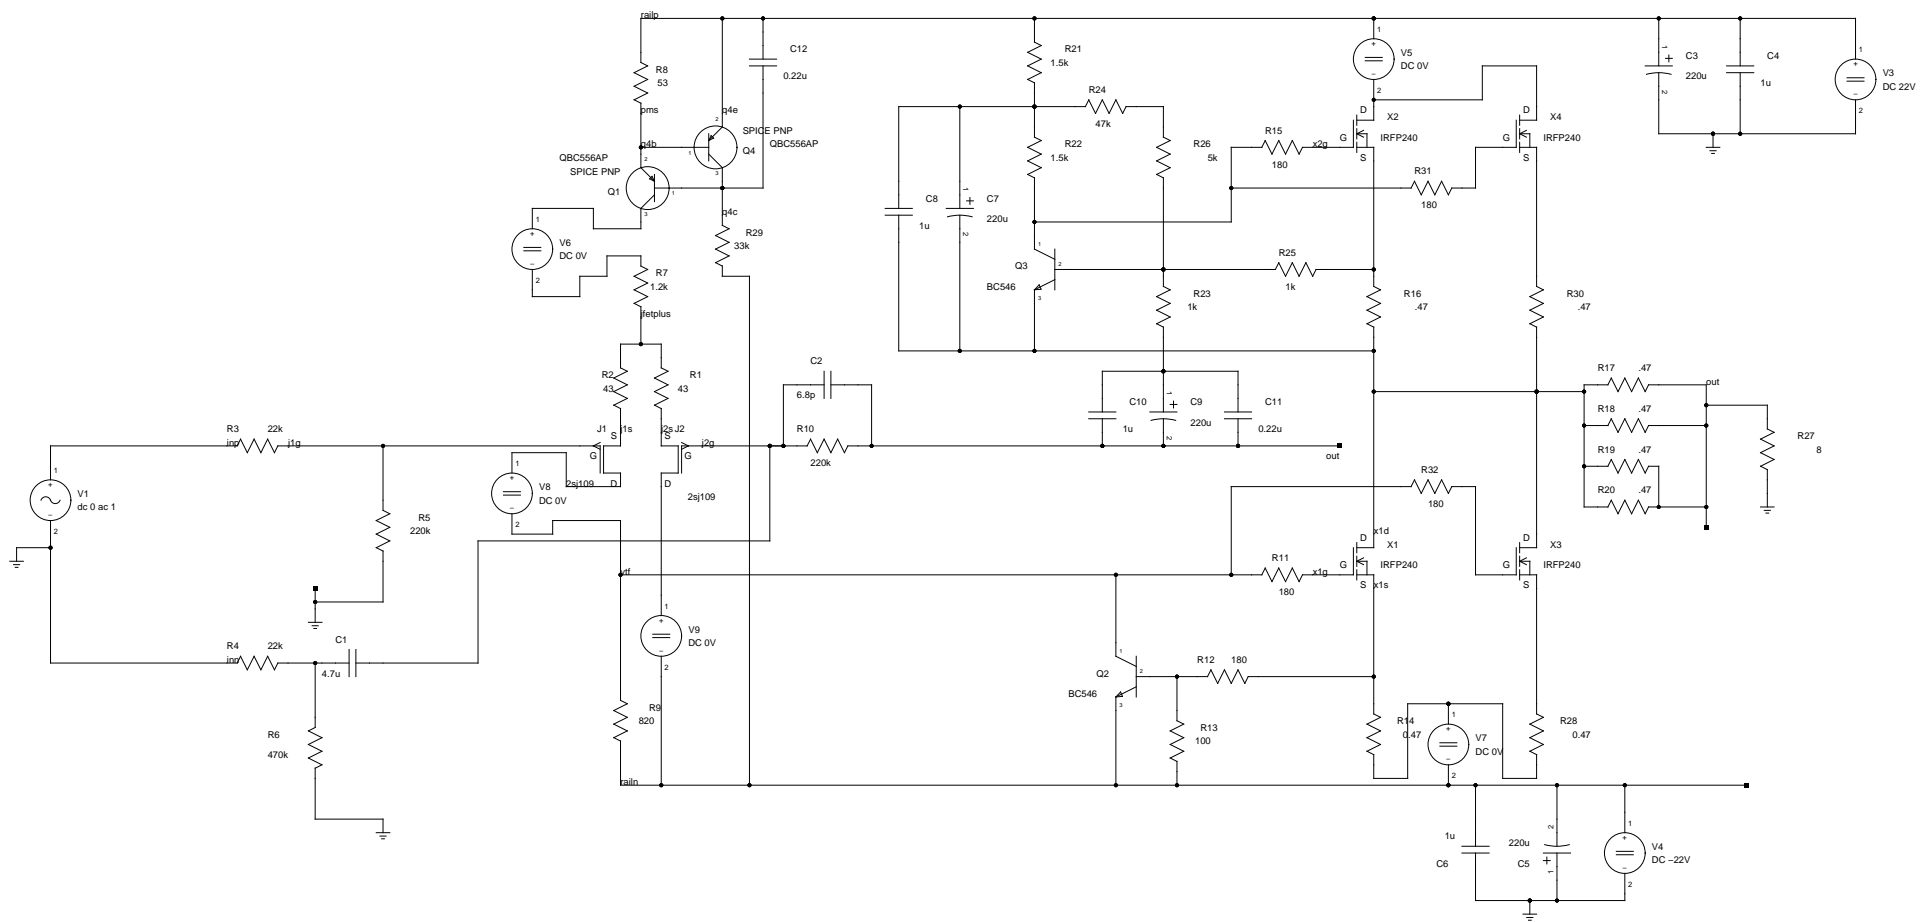 railp
R8
53
pms
q4e
C12
0.22u
SPICE PNP
QBC556AP
Q4
q4b
QBC556AP
SPICE PNP
Q1
q4c
R29
33k
V6
DC 0V
R7
1.2k
jfetplus
R2
43
R1
43
J1
j1s
j2s
J2
j2g
S
S
G
G
D
D
2sj109
2sj109
V8
DC 0V
C2
6.8p
R10
220k
R3
22k
inp
j1g
V1
dc 0 ac 1
R5
220k
R4
22k
inn
C1
4.7u
R6
470k
vtf
V9
DC 0V
R9
820
railn
R21
1.5k
R24
47k
R22
1.5k
R26
5k
C8
1u
C7
220u
Q3
BC546
R25
1k
R23
1k
C10
1u
C9
220u
C11
0.22u
out
V5
DC 0V
R15
180
x2g
D
G
S
X2
IRFP240
D
G
S
X4
IRFP240
R31
180
R16
.47
R30
.47
R17
.47
R18
.47
R19
.47
R20
.47
out
R27
8
R32
180
R11
180
x1g
x1d
D
G
S
x1s
X1
IRFP240
D
G
S
X3
IRFP240
Q2
BC546
R12
180
R13
100
R14
0.47
V7
DC 0V
R28
0.47
C3
220u
C4
1u
V3
DC 22V
1u
C6
220u
C5
V4
DC −22V